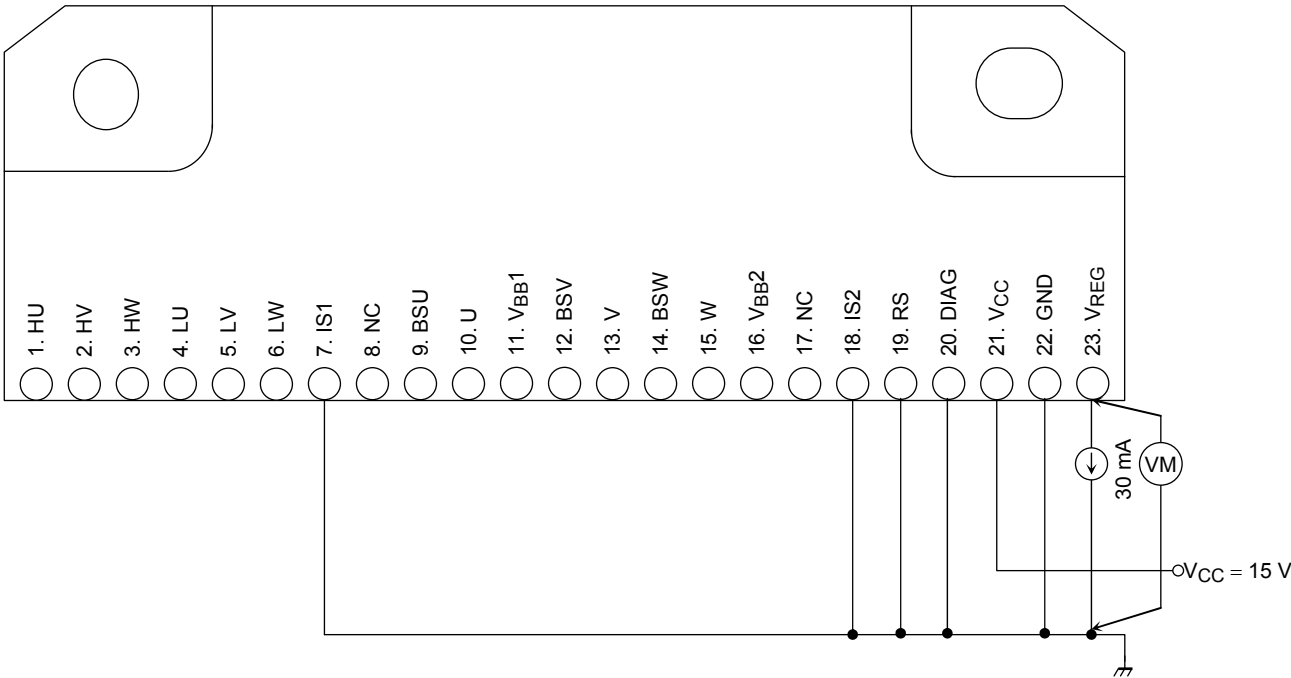 1. HU
2. HV
3. HW
4. LU
5. LV
6. LW
7. IS1
8. NC
9. BSU
10. U
11. VBB1
12. BSV
13. V
14. BSW
15. W
16. VBB2
17. NC
18. IS2
19. RS
20. DIAG
21. VCC
22. GND
23. VREG
30 mA
VM
VCC = 15 V